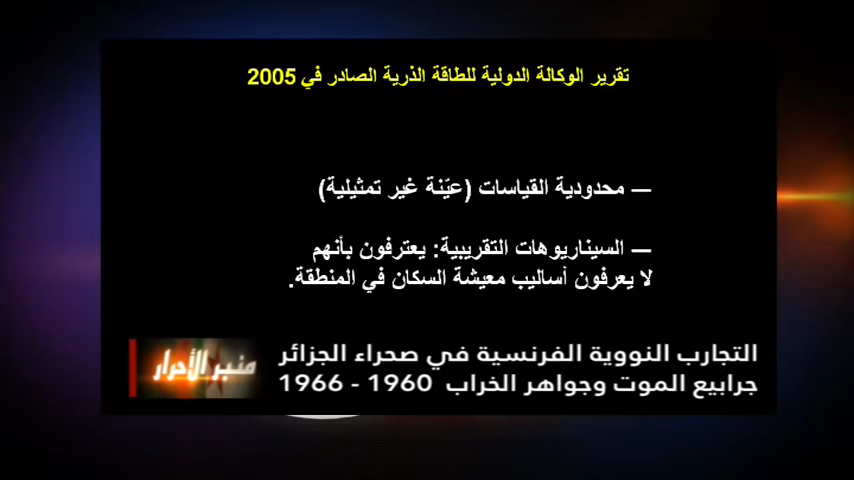 تقرير الوكالة الدولية للطاقة الذرية الصادر في 2005
— محدودية القياسات (عيّنة غير تمثيلية)
— السيناريوهات التقريبية: يعترفون بأنهم
لا يعرفون أساليب معيشة السكان في المنطقة.
التجارب النووية الفرنسية في صحراء الجزائر
جرابيع الموت وجواهر الخراب 1960 - 1966
منبر الأحرار